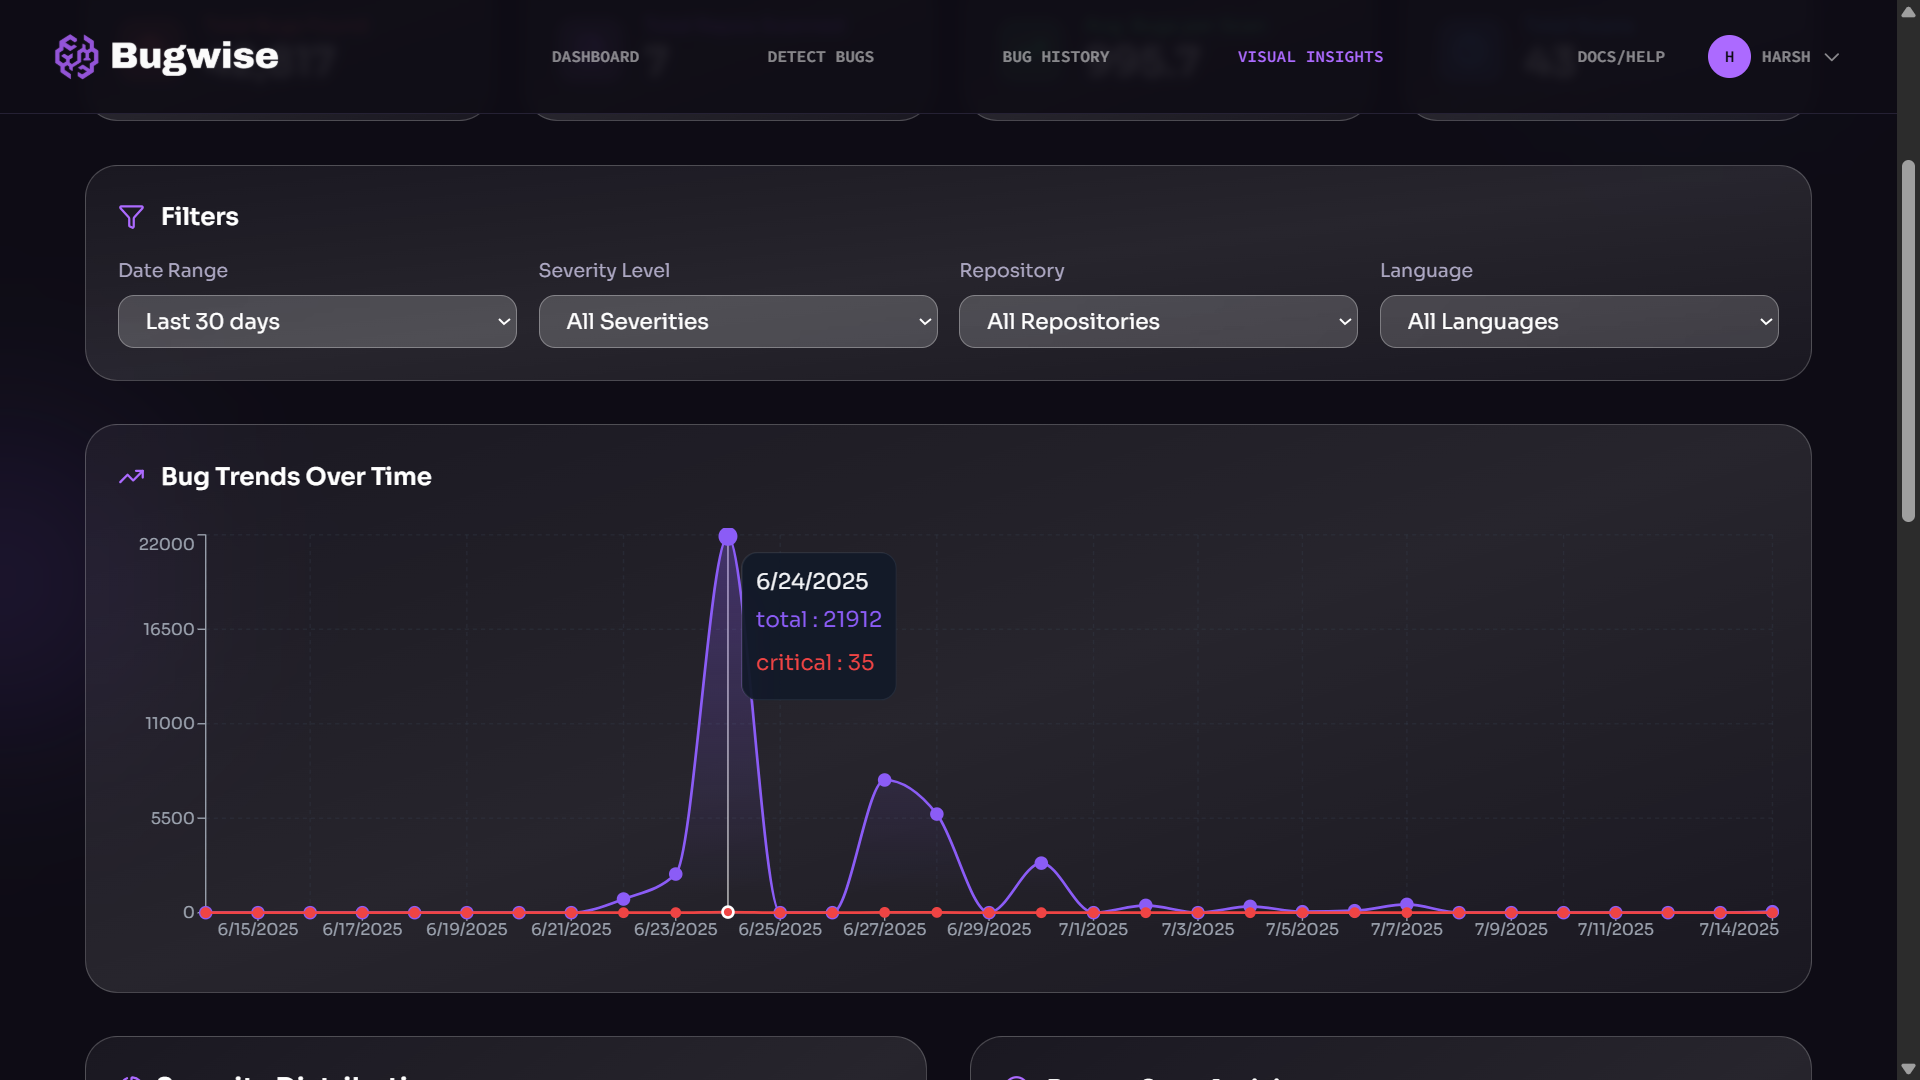 Bugwise
DASHBOARD
DETECT BUGS
BUG HISTORY
VISUAL INSIGHTS
DOCS/HELP
H
HARSH
Filters
Date Range
Severity Level
Repository
Language
Last 30 days
All Severities
All Repositories
All Languages
Bug Trends Over Time
22000
16500
11000
5500
0
6/24/2025
total : 21912
critical : 35
6/15/2025
6/17/2025
6/19/2025
6/21/2025
6/23/2025
6/25/2025
6/27/2025
6/29/2025
7/1/2025
7/3/2025
7/5/2025
7/7/2025
7/9/2025
7/11/2025
7/14/2025